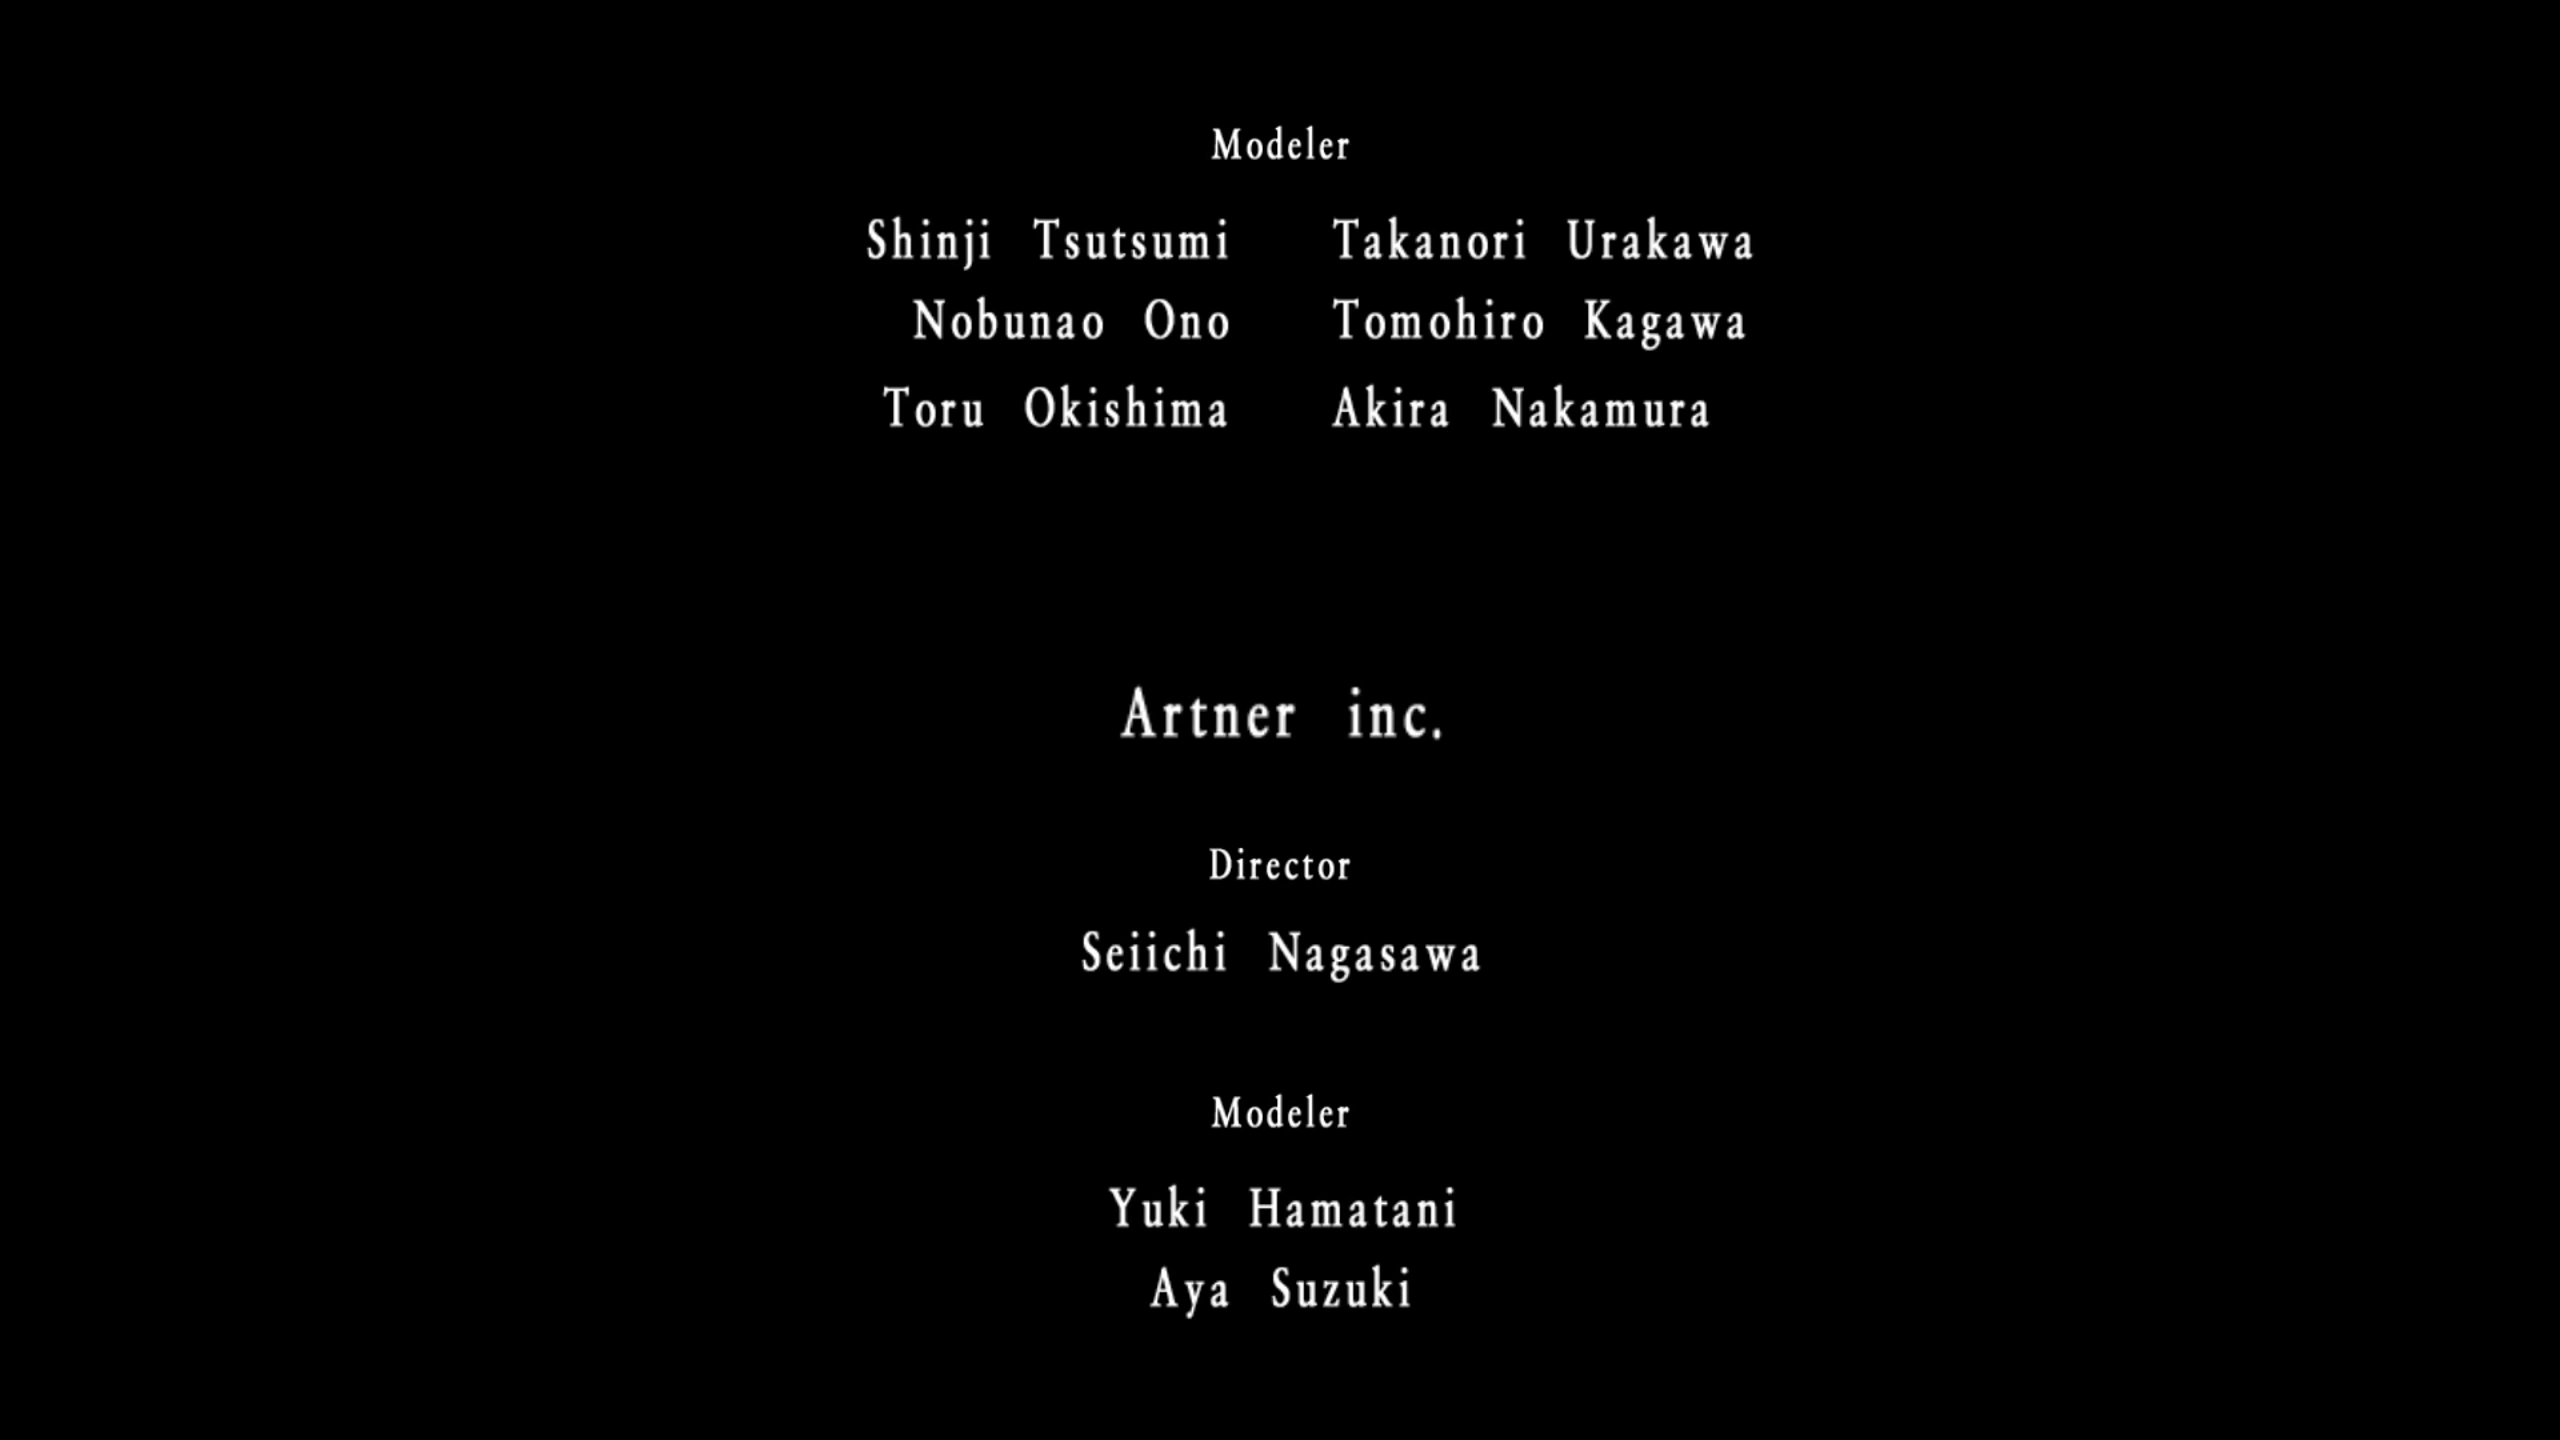 Modeler
Shinji Tsutsumi Takanori Urakawa
Nobunao Ono Tomohiro Kagawa
Toru Okishima Akira Nakamura
Artner inc.
Director
Seiichi Nagasawa
Modeler
Yuki Hamatani
Aya Suzuki